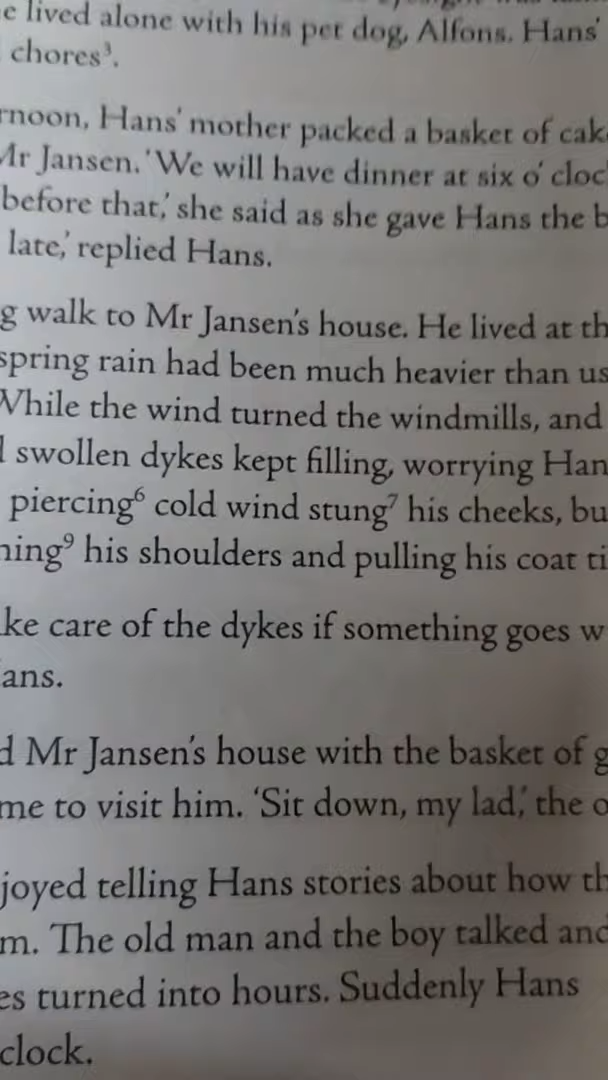 e lived alone with his pet dog, Alfons. Hans'
chores³.
rnoon, Hans' mother packed a basket of cak
Mr Jansen. 'We will have dinner at six o' cloc
before that,' she said as she gave Hans the b
late,' replied Hans.
g walk to Mr Jansen's house. He lived at th
spring rain had been much heavier than us
While the wind turned the windmills, and
swollen dykes kept filling, worrying Han
piercing⁶ cold wind stung⁷ his cheeks, bu
hing⁹ his shoulders and pulling his coat ti
ke care of the dykes if something goes w
ans.
d Mr Jansen's house with the basket of g
me to visit him. 'Sit down, my lad,' the o
joyed telling Hans stories about how th
m. The old man and the boy talked and
es turned into hours. Suddenly Hans
clock.